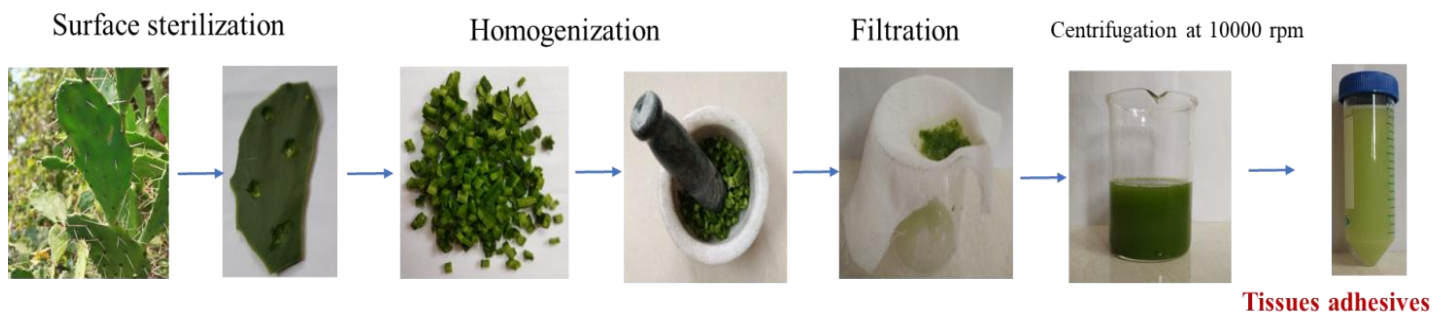 Surface sterilization
Homogenization
Filtration
Centrifugation at 10000 rpm
Tissues adhesives